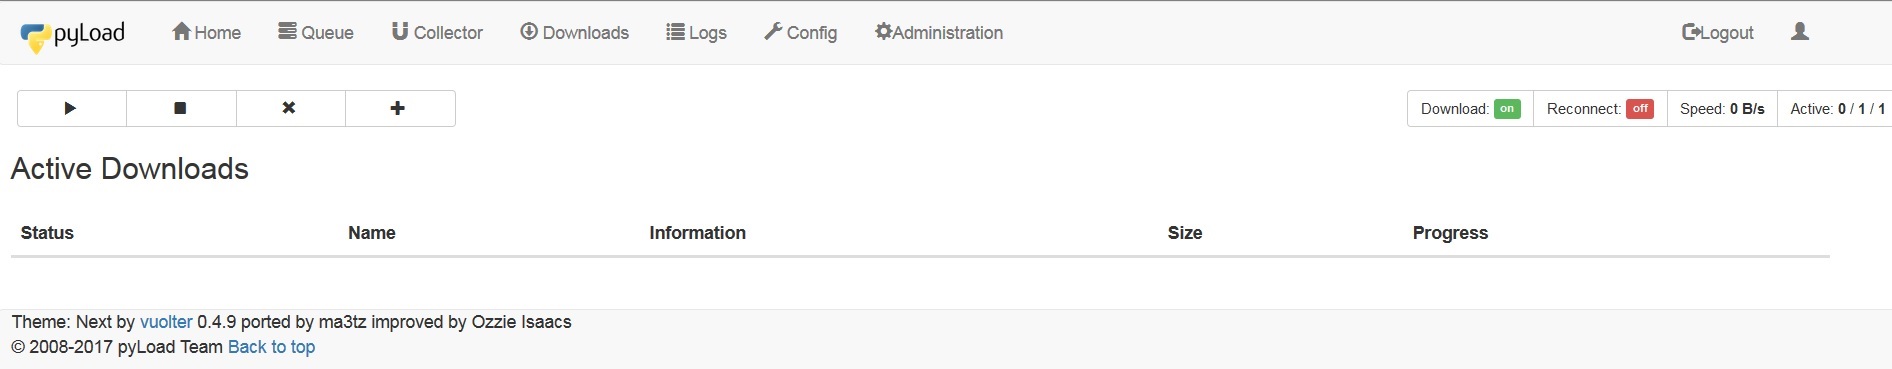 pyLoad Home Queue Collector Downloads Logs Config Administration Logout
Download: on Reconnect: off Speed: 0 B/s Active: 0 / 1 / 1
Active Downloads
Status Name Information Size Progress
Theme: Next by vuolter 0.4.9 ported by ma3tz improved by Ozzie Isaacs
© 2008-2017 pyLoad Team Back to top